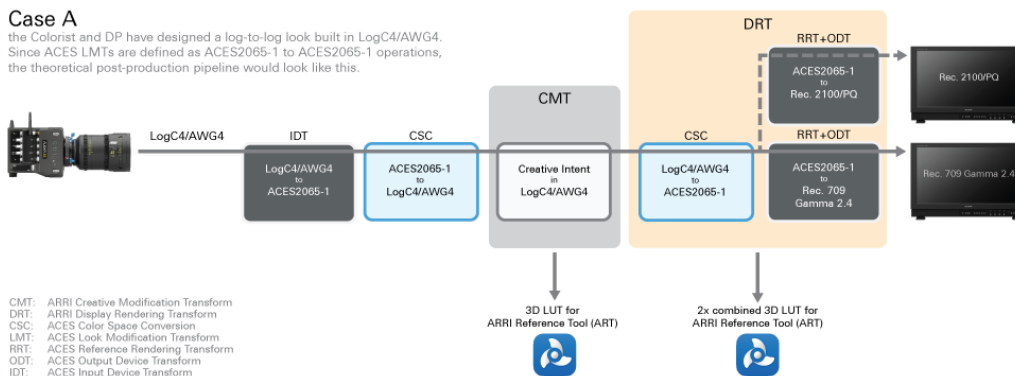 Case A
the Colorist and DP have designed a log-to-log look built in LogC4/AWG4.
Since ACES LMTs are defined as ACES2065-1 to ACES2065-1 operations,
the theoretical post-production pipeline would look like this.
DRT
RRT+ODT
ACES2065-1
to
Rec. 2100/PQ
Rec. 2100/PQ
CMT
LogC4/AWG4
IDT
CSC
CSC
RRT+ODT
LogC4/AWG4
to
ACES2065-1
ACES2065-1
to
LogC4/AWG4
Creative Intent
in
LogC4/AWG4
LogC4/AWG4
to
ACES2065-1
ACES2065-1
to
Rec. 709
Gamma 2.4
Rec. 709 Gamma 2.4
3D LUT for
ARRI Reference Tool (ART)
2x combined 3D LUT for
ARRI Reference Tool (ART)
CMT: ARRI Creative Modification Transform
DRT: ARRI Display Rendering Transform
CSC: ACES Color Space Conversion
LMT: ACES Look Modification Transform
RRT: ACES Reference Rendering Transform
ODT: ACES Output Device Transform
IDT: ACES Input Device Transform